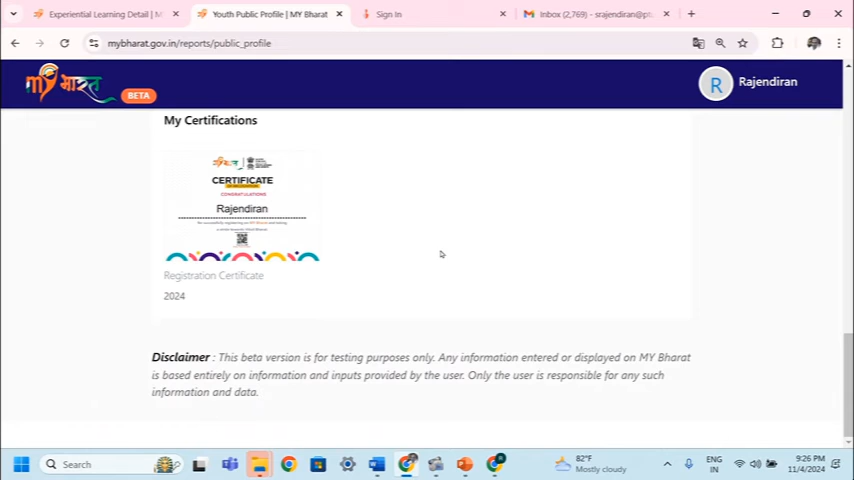 Experiential Learning Detail | M
Youth Public Profile | MY Bharat
Sign In
Inbox (2,769) - srajendiran@pt
mybharat.gov.in/reports/public_profile
my भारत
BETA
R
Rajendiran
My Certifications
CERTIFICATE
CONGRATULATIONS
Rajendiran
Registration Certificate
2024
Disclaimer : This beta version is for testing purposes only. Any information entered or displayed on MY Bharat
is based entirely on information and inputs provided by the user. Only the user is responsible for any such
information and data.
Search
82°F
Mostly cloudy
ENG
IN
9:26 PM
11/4/2024